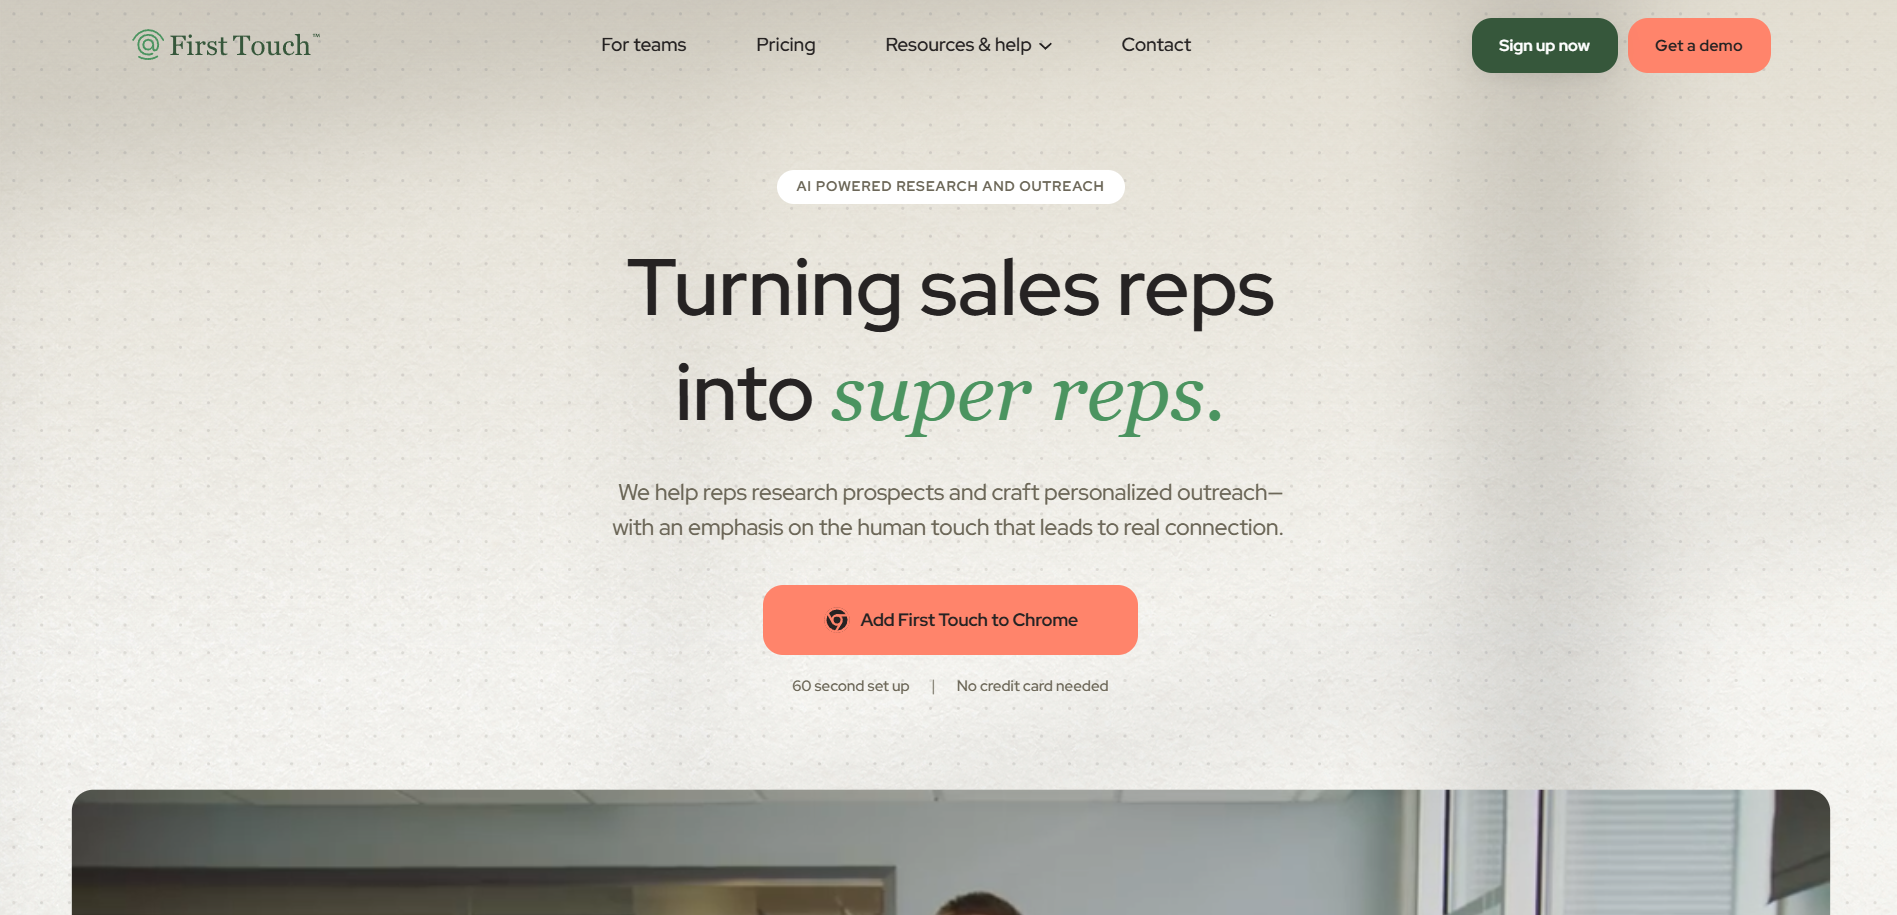 First Touch™
For teams
Pricing
Resources & help
Contact
Sign up now
Get a demo
AI POWERED RESEARCH AND OUTREACH
Turning sales reps
into super reps.
We help reps research prospects and craft personalized outreach—
with an emphasis on the human touch that leads to real connection.
Add First Touch to Chrome
60 second set up | No credit card needed